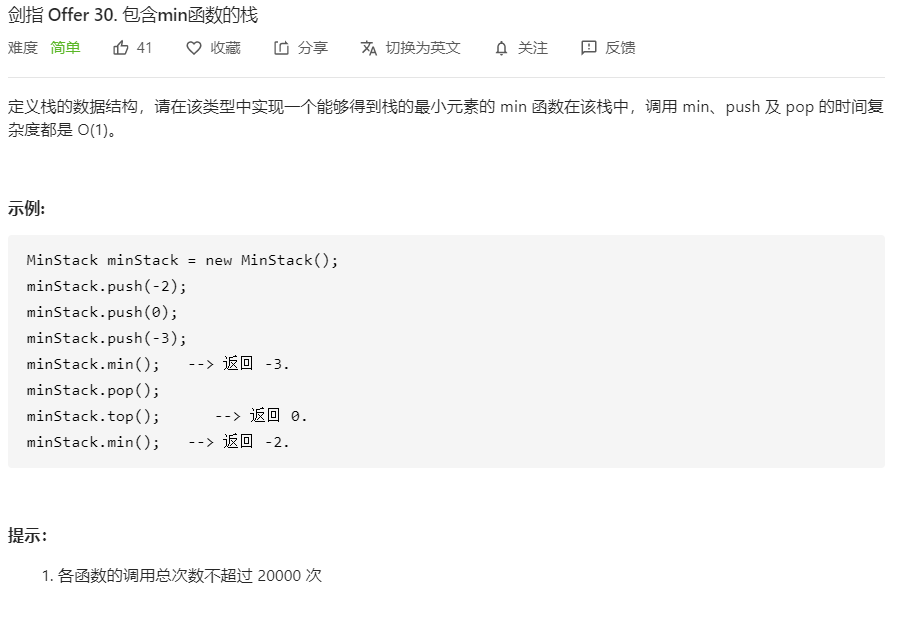 剑指 Offer 30. 包含min函数的栈
难度 简单 41 收藏 分享 切换为英文 关注 反馈
定义栈的数据结构，请在该类型中实现一个能够得到栈的最小元素的 min 函数在该栈中，调用 min、push 及 pop 的时间复
杂度都是 O(1)。
示例:
MinStack minStack = new MinStack();
minStack.push(-2);
minStack.push(0);
minStack.push(-3);
minStack.min();   --> 返回 -3.
minStack.pop();
minStack.top();      --> 返回 0.
minStack.min();   --> 返回 -2.
提示：
1. 各函数的调用总次数不超过 20000 次